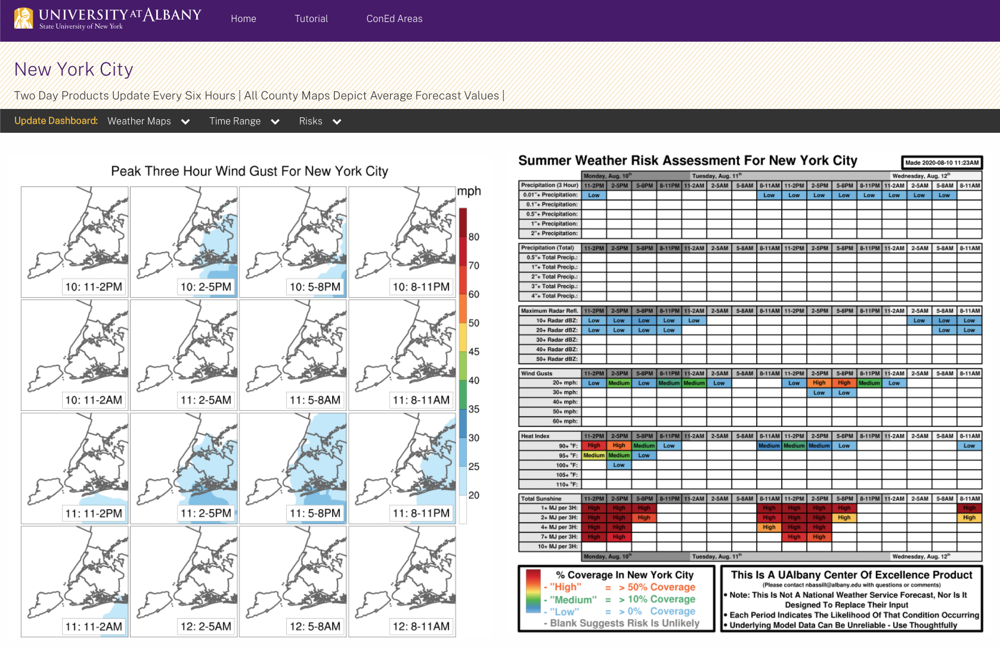 UNIVERSITY AT ALBANY
State University of New York
Home Tutorial ConEd Areas
New York City
Two Day Products Update Every Six Hours | All County Maps Depict Average Forecast Values |
Update Dashboard: Weather Maps Time Range Risks
Peak Three Hour Wind Gust For New York City
mph
10: 11-2PM 10: 2-5PM 10: 5-8PM 10: 8-11PM
10: 11-2AM 11: 2-5AM 11: 5-8AM 11: 8-11AM
11: 11-2PM 11: 2-5PM 11: 5-8PM 11: 8-11PM
11: 11-2AM 12: 2-5AM 12: 5-8AM 12: 8-11AM
80
70
60
50
45
40
35
30
25
20
Summer Weather Risk Assessment For New York City
Made 2020-08-10 11:23AM
Monday, Aug. 10th Tuesday, Aug. 11th Wednesday, Aug. 12th
Precipitation (3 Hour) 11-2PM 2-5PM 5-8PM 8-11PM 11-2AM 2-5AM 5-8AM 8-11AM 11-2PM 2-5PM 5-8PM 8-11PM 11-2AM 2-5AM 5-8AM 8-11AM
0.01"+ Precipitation: Low Low Low Low Low Low Low Low Low
0.1"+ Precipitation:
0.5"+ Precipitation:
1"+ Precipitation:
2"+ Precipitation:
Precipitation (Total) 11-2PM 2-5PM 5-8PM 8-11PM 11-2AM 2-5AM 5-8AM 8-11AM 11-2PM 2-5PM 5-8PM 8-11PM 11-2AM 2-5AM 5-8AM 8-11AM
0.5"+ Total Precip.:
1"+ Total Precip.:
2"+ Total Precip.:
3"+ Total Precip.:
4"+ Total Precip.:
Maximum Radar Refl. 11-2PM 2-5PM 5-8PM 8-11PM 11-2AM 2-5AM 5-8AM 8-11AM 11-2PM 2-5PM 5-8PM 8-11PM 11-2AM 2-5AM 5-8AM 8-11AM
10+ Radar dBZ: Low Low Low Low Low Low Low Low
20+ Radar dBZ: Low Low Low Low Low Low
30+ Radar dBZ:
40+ Radar dBZ:
50+ Radar dBZ:
Wind Gusts 11-2PM 2-5PM 5-8PM 8-11PM 11-2AM 2-5AM 5-8AM 8-11AM 11-2PM 2-5PM 5-8PM 8-11PM 11-2AM 2-5AM 5-8AM 8-11AM
20+ mph: Low Medium Low Medium Medium Low Low High High Medium Low
30+ mph: Low Low
40+ mph:
50+ mph:
60+ mph:
Heat Index 11-2PM 2-5PM 5-8PM 8-11PM 11-2AM 2-5AM 5-8AM 8-11AM 11-2PM 2-5PM 5-8PM 8-11PM 11-2AM 2-5AM 5-8AM 8-11AM
90+ °F: High High Medium Low Medium Medium Medium Low Low
95+ °F: Medium Medium Low
100+ °F: Low
105+ °F:
110+ °F:
Total Sunshine 11-2PM 2-5PM 5-8PM 8-11PM 11-2AM 2-5AM 5-8AM 8-11AM 11-2PM 2-5PM 5-8PM 8-11PM 11-2AM 2-5AM 5-8AM 8-11AM
1+ MJ per 3H: High High High High High High High High
2+ MJ per 3H: High High High High High High High High
4+ MJ per 3H: High High High High High
7+ MJ per 3H: High High High High
10+ MJ per 3H:
Monday, Aug. 10th Tuesday, Aug. 11th Wednesday, Aug. 12th
% Coverage In New York City
- "High" = > 50% Coverage
- "Medium" = > 10% Coverage
- "Low" = > 0% Coverage
- Blank Suggests Risk Is Unlikely
This Is A UAlbany Center Of Excellence Product
(Please contact nbassill@albany.edu with questions or comments)
• Note: This Is Not A National Weather Service Forecast, Nor Is It
Designed To Replace Their Input
• Each Period Indicates The Likelihood Of That Condition Occurring
• Underlying Model Data Can Be Unreliable - Use Thoughtfully